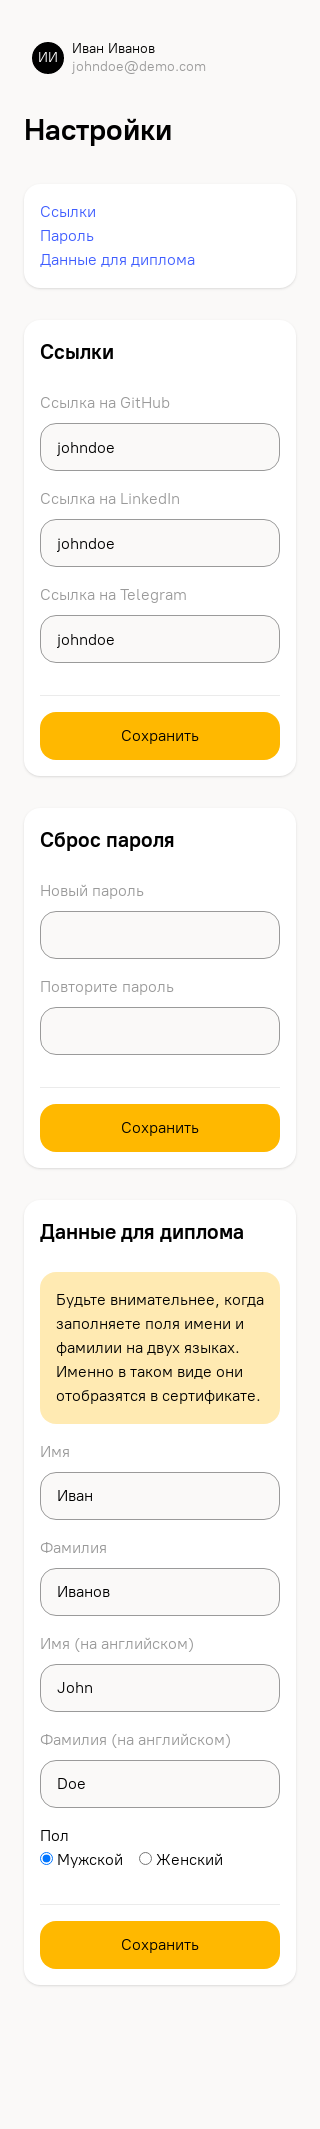 ИИ
Иван Иванов
johndoe@demo.com
Настройки
Ссылки
Пароль
Данные для диплома
Ссылки
Ссылка на GitHub
johndoe
Ссылка на LinkedIn
johndoe
Ссылка на Telegram
johndoe
Сохранить
Сброс пароля
Новый пароль
Повторите пароль
Сохранить
Данные для диплома
Будьте внимательнее, когда
заполняете поля имени и
фамилии на двух языках.
Именно в таком виде они
отобразятся в сертификате.
Имя
Иван
Фамилия
Иванов
Имя (на английском)
John
Фамилия (на английском)
Doe
Пол
Мужской Женский
Сохранить